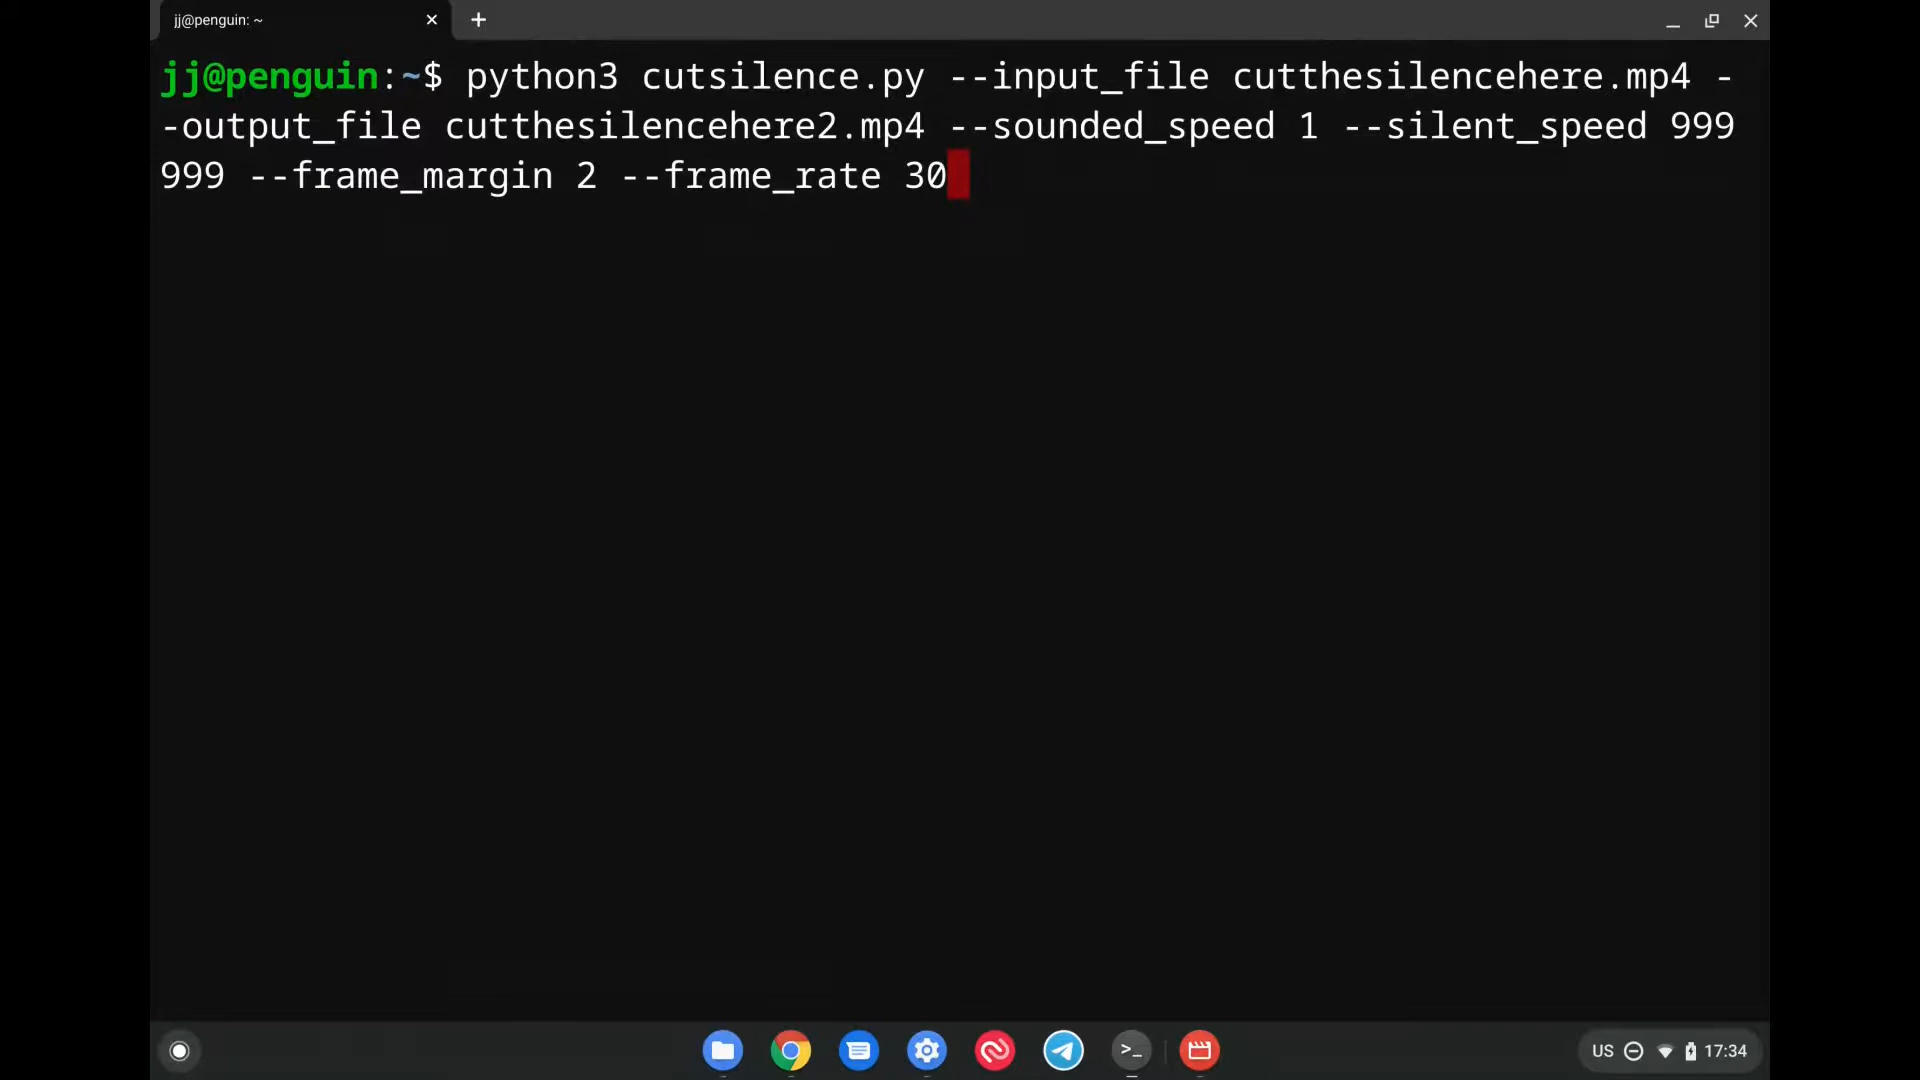 jj@penguin: ~
jj@penguin:~$ python3 cutsilence.py --input_file cutthesilencehere.mp4 -
-output_file cutthesilencehere2.mp4 --sounded_speed 1 --silent_speed 999
999 --frame_margin 2 --frame_rate 30
US 17:34